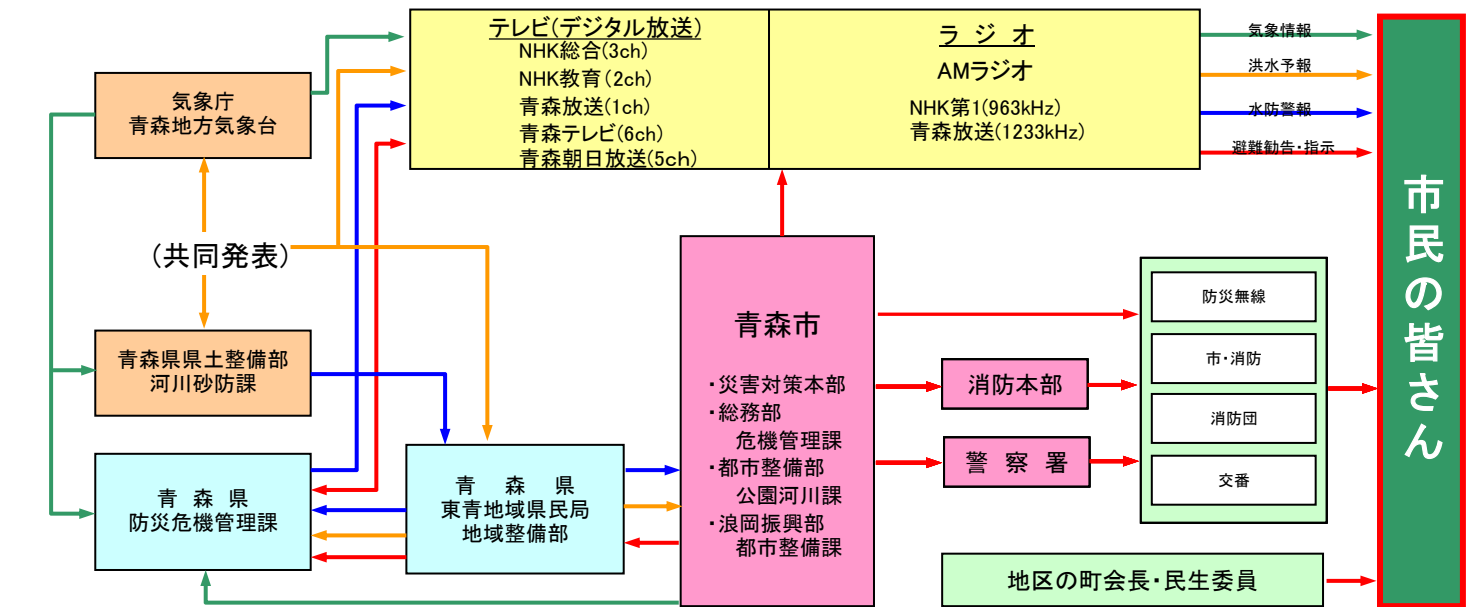 テレビ(デジタル放送)
NHK総合(3ch)
NHK教育(2ch)
青森放送(1ch)
青森テレビ(6ch)
青森朝日放送(5ch)
ラ ジ オ
AMラジオ
NHK第1(963kHz)
青森放送(1233kHz)
気象情報
洪水予報
水防警報
避難勧告・指示
市民の皆さん
気象庁
青森地方気象台
(共同発表)
青森県県土整備部
河川砂防課
青 森 県
防災危機管理課
青 森 県
東青地域県民局
地域整備部
青森市
・災害対策本部
・総務部
危機管理課
・都市整備部
公園河川課
・浪岡振興部
都市整備課
消防本部
警 察 署
防災無線
市・消防
消防団
交番
地区の町会長・民生委員